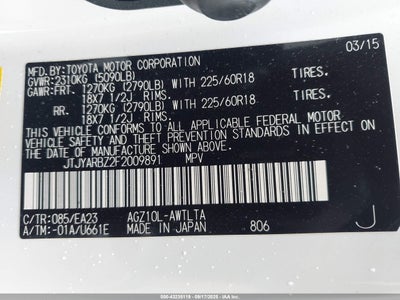 MFD.BY:TOYOTA MOTOR CORPORATION 03/15
GVWR:2310KG (5090LB)
GAWR:FRT. 1270KG (2790LB) WITH 225/60R18 Tires,
18X7 1/2J Rims
RR. 1270KG (2790LB) WITH 225/60R18 Tires,
18X7 1/2J Rims
THIS VEHICLE CONFORMS TO ALL APPLICABLE FEDERAL MOTOR
VEHICLE SAFETY AND THEFT PREVENTION STANDARDS IN
EFFECT ON THE DATE OF MANUFACTURE SHOWN ABOVE.
JTJYARBZ2F2009891 MPV
C/TR:085/EA23 AGZ10L-AWTLTA
A/TM:-01A/U661E MADE IN JAPAN 806 J